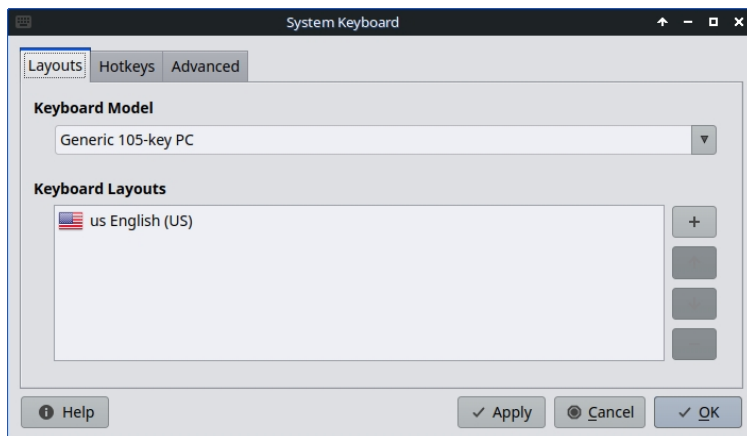 System Keyboard
Layouts Hotkeys Advanced
Keyboard Model
Generic 105-key PC
Keyboard Layouts
us English (US)
Help Apply Cancel OK